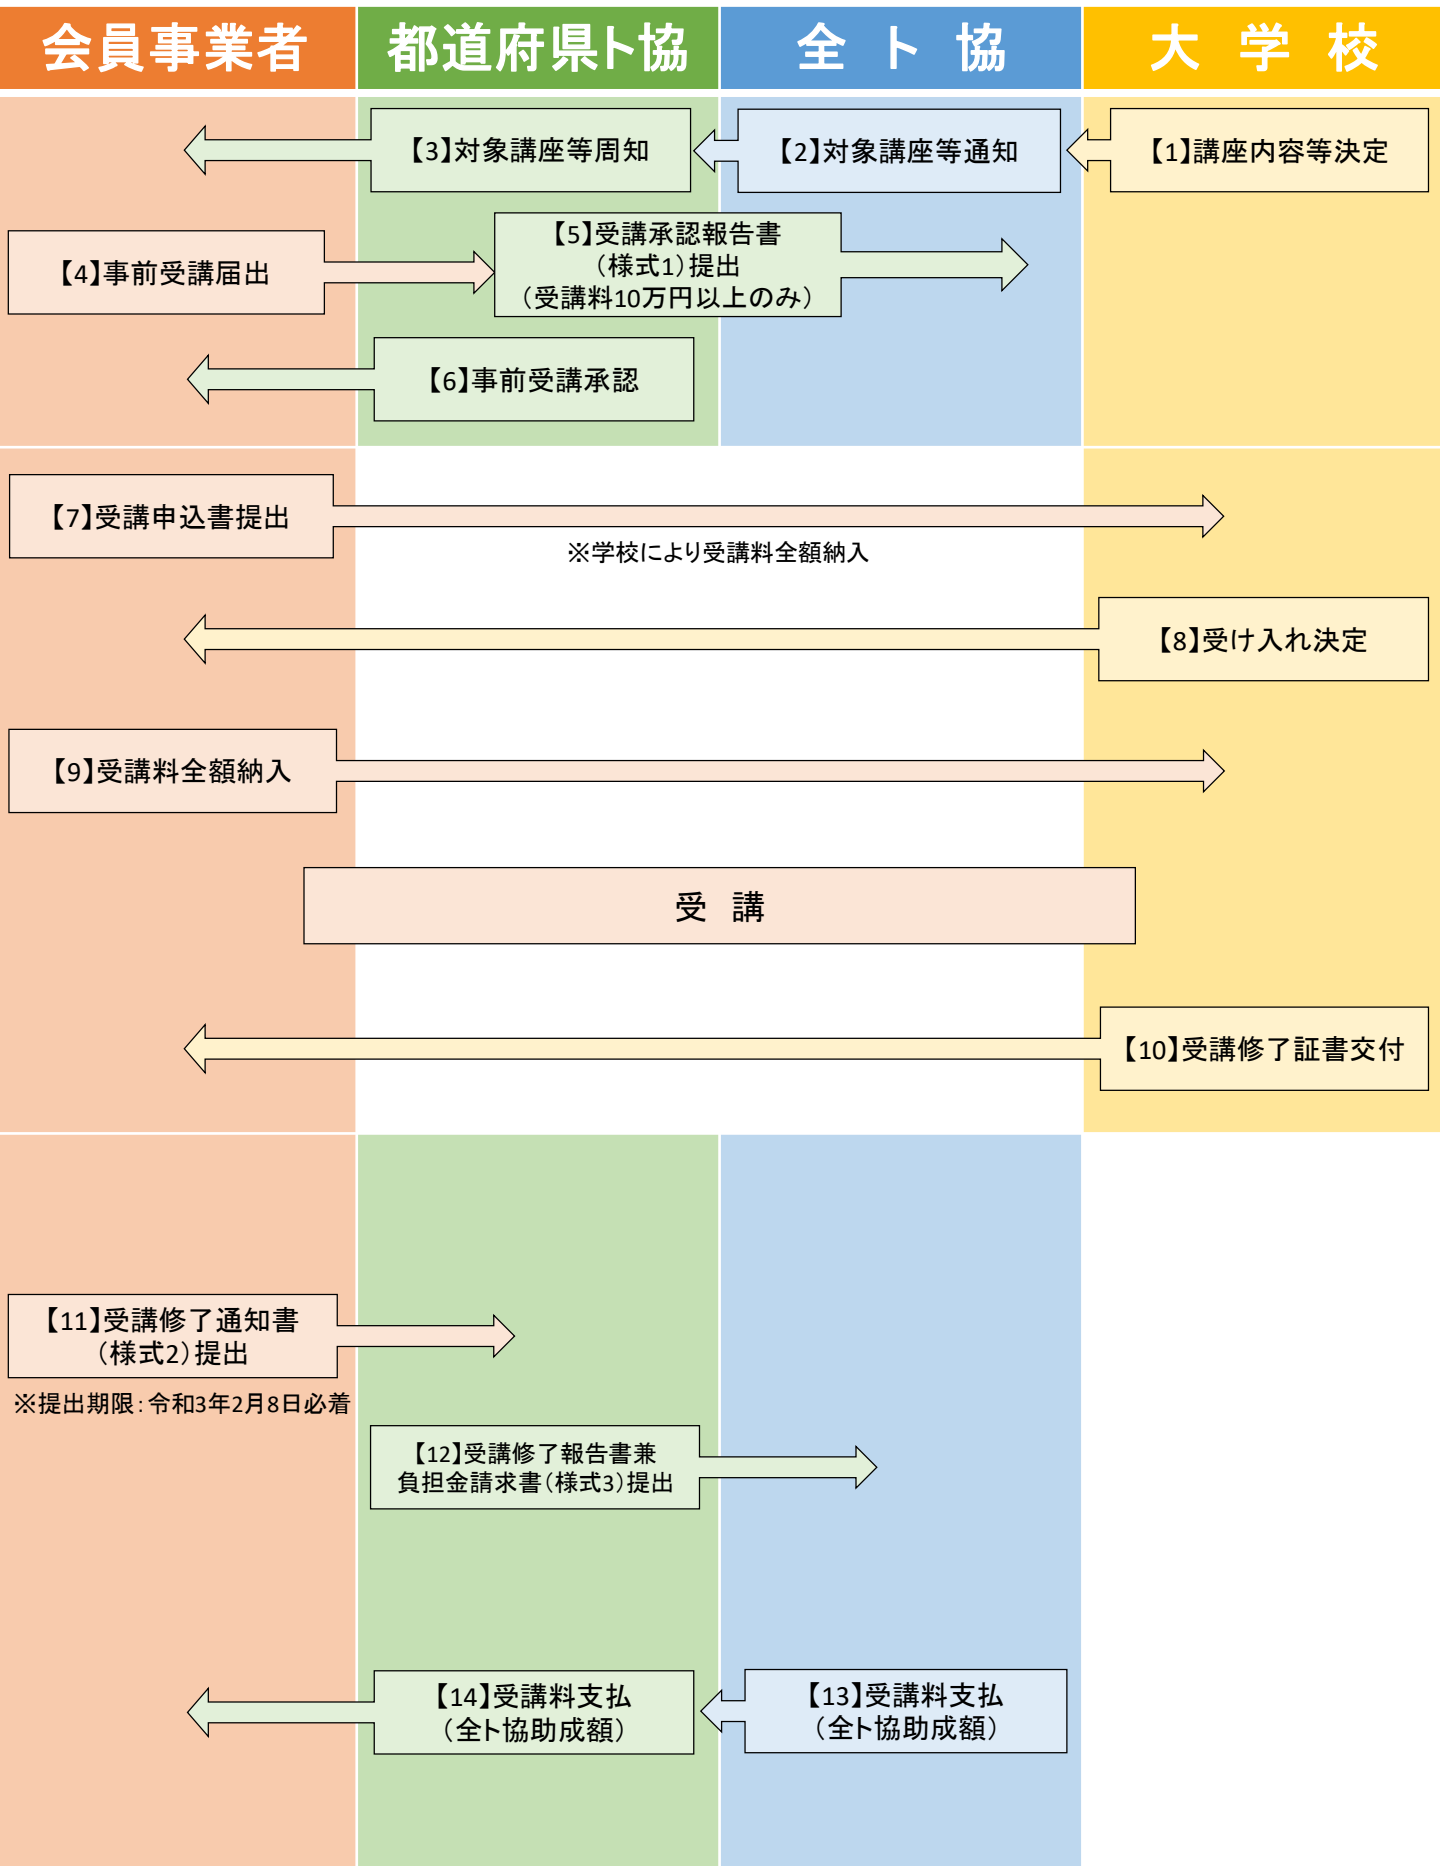 会員事業者
都道府県ト協
全 ト 協
大 学 校
【3】対象講座等周知
【2】対象講座等通知
【1】講座内容等決定
【4】事前受講届出
【5】受講承認報告書
（様式1）提出
（受講料10万円以上のみ）
【6】事前受講承認
【7】受講申込書提出
※学校により受講料全額納入
【8】受け入れ決定
【9】受講料全額納入
受 講
【10】受講修了証書交付
【11】受講修了通知書
（様式2）提出
※提出期限：令和3年2月8日必着
【12】受講修了報告書兼
負担金請求書（様式3）提出
【14】受講料支払
（全ト協助成額）
【13】受講料支払
（全ト協助成額）